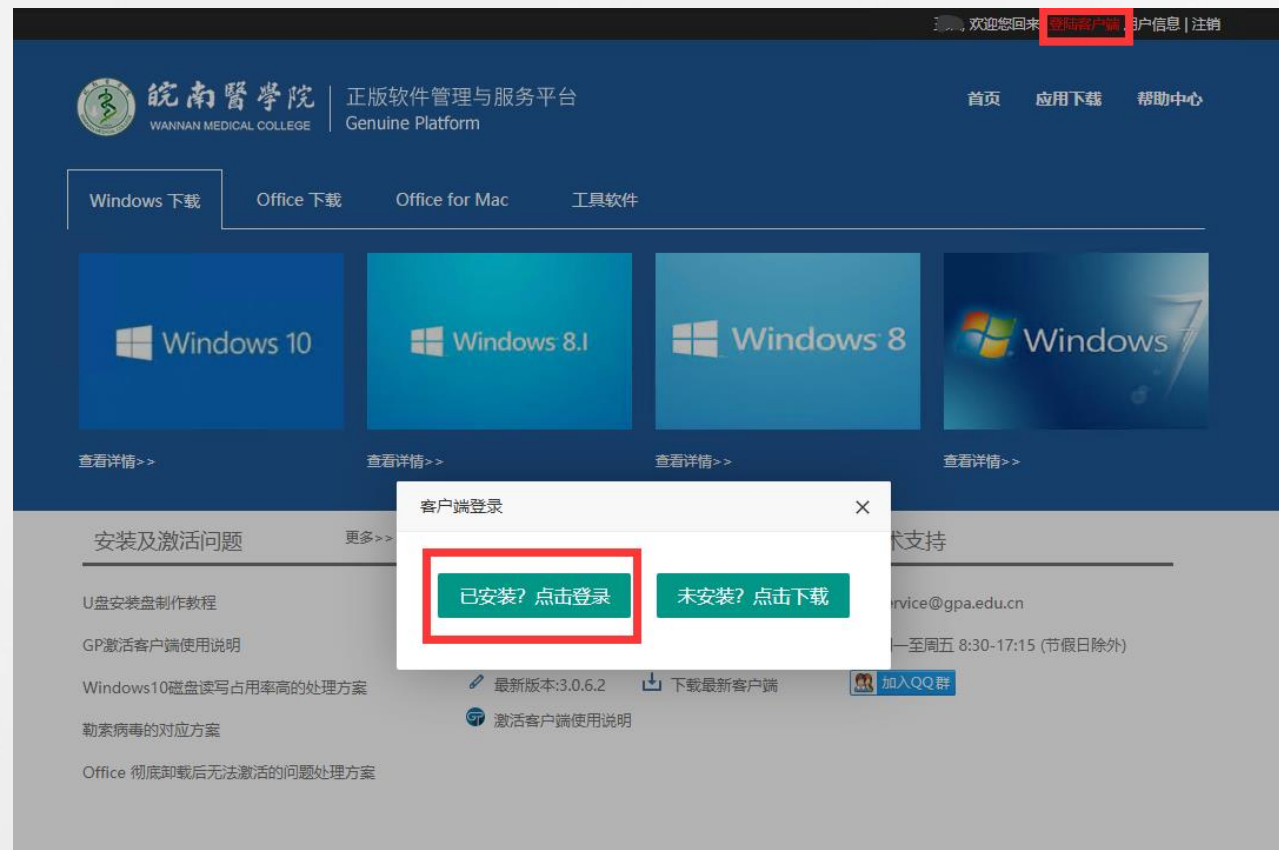 欢迎您回来 登陆客户端 用户信息 | 注销
皖南醫學院
WANNAN MEDICAL COLLEGE
正版软件管理与服务平台
Genuine Platform
首页 应用下载 帮助中心
Windows 下载 Office 下载 Office for Mac 工具软件
Windows 10 Windows 8.1 Windows 8 Windows 7
查看详情>> 查看详情>> 查看详情>> 查看详情>>
客户端登录 ×
已安装？点击登录 未安装？点击下载
安装及激活问题 更多>> 术支持
U盘安装盘制作教程 rvice@gpa.edu.cn
GP激活客户端使用说明 一至周五 8:30-17:15 (节假日除外)
Windows10磁盘读写占用率高的处理方案 最新版本:3.0.6.2 下载最新客户端 加入QQ群
勒索病毒的对应方案 激活客户端使用说明
Office 彻底卸载后无法激活的问题处理方案